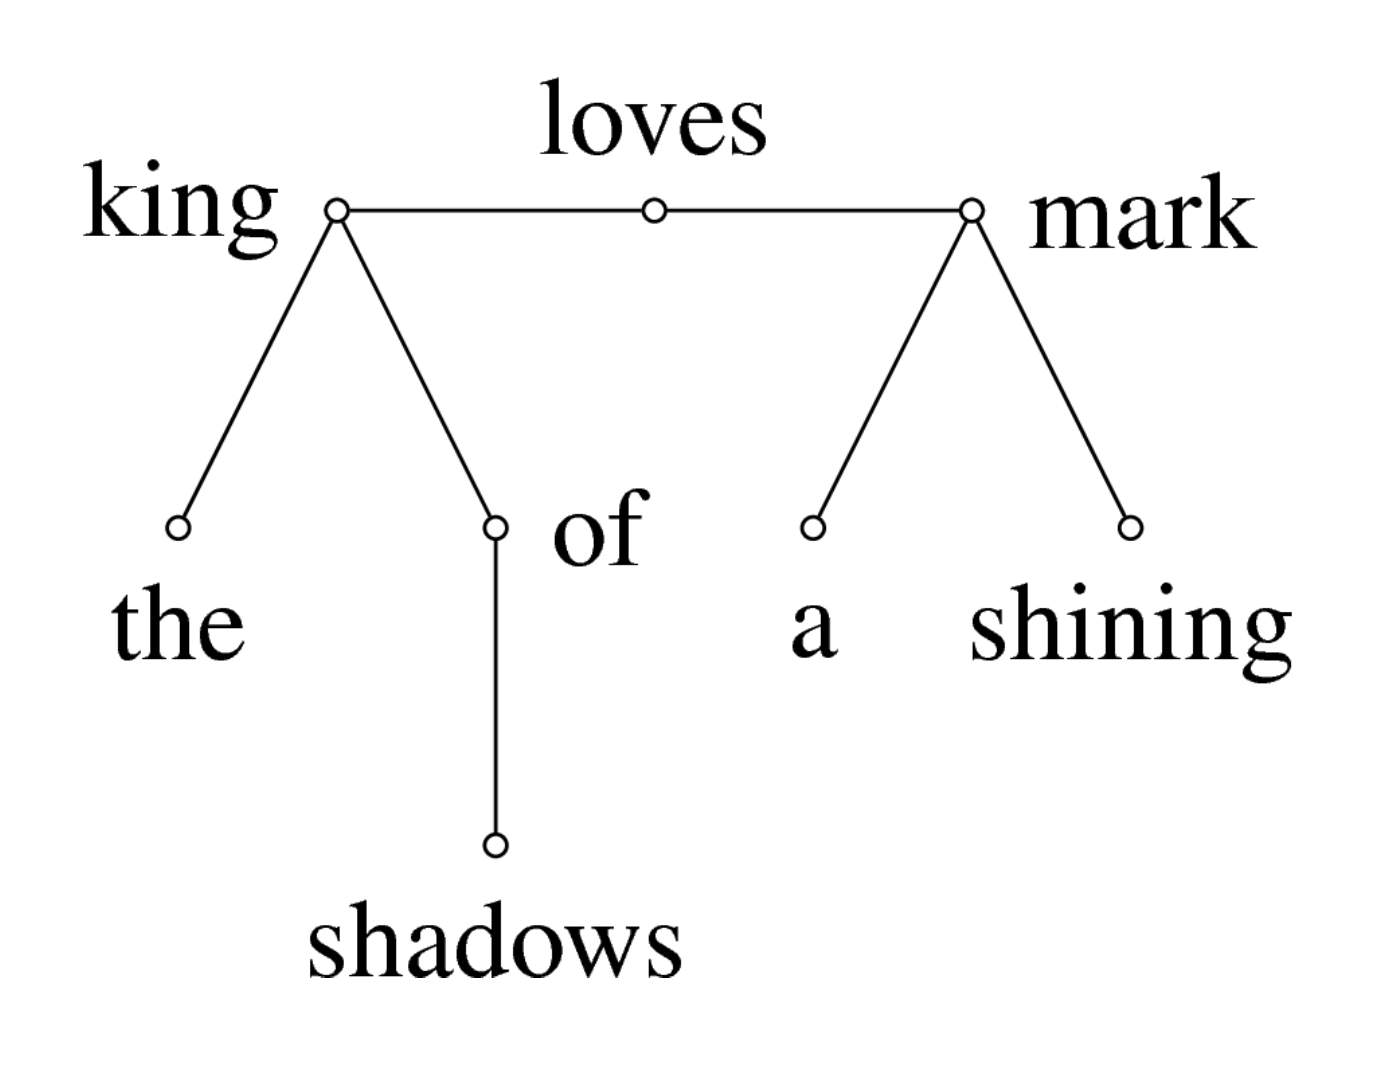 loves
king
mark
of
the
a
shining
shadows